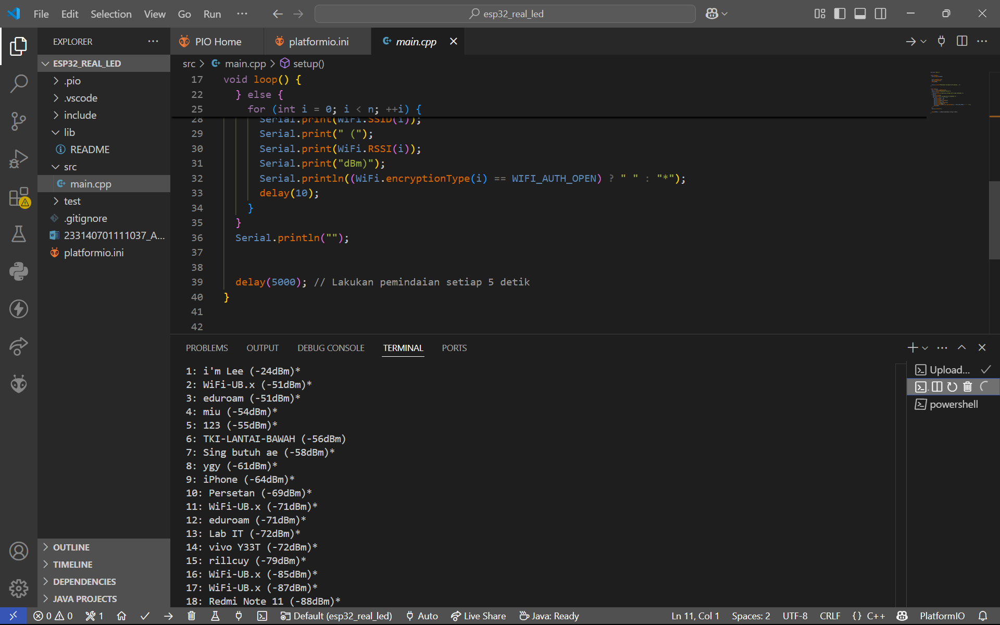 File Edit Selection View Go Run ··· esp32_real_led
EXPLORER ···
ESP32_REAL_LED
.pio
.vscode
include
lib
README
src
main.cpp
test
.gitignore
233140701111037_A...
platformio.ini
OUTLINE
TIMELINE
DEPENDENCIES
JAVA PROJECTS
PIO Home platformio.ini main.cpp
src > main.cpp > setup()
17 void loop() {
22 } else {
25 for (int i = 0; i < n; ++i) {
28 Serial.print(WiFi.SSID(i));
29 Serial.print(" (");
30 Serial.print(WiFi.RSSI(i));
31 Serial.print("dBm)");
32 Serial.println((WiFi.encryptionType(i) == WIFI_AUTH_OPEN) ? " " : "*");
33 delay(10);
34 }
35 }
36 Serial.println("");
37
38
39 delay(5000); // Lakukan pemindaian setiap 5 detik
40 }
41
42
PROBLEMS OUTPUT DEBUG CONSOLE TERMINAL PORTS
1: i'm Lee (-24dBm)*
2: WiFi-UB.x (-51dBm)*
3: eduroam (-51dBm)*
4: miu (-54dBm)*
5: 123 (-55dBm)*
6: TKI-LANTAI-BAWAH (-56dBm)
7: Sing butuh ae (-58dBm)*
8: ygy (-61dBm)*
9: iPhone (-64dBm)*
10: Persetan (-69dBm)*
11: WiFi-UB.x (-71dBm)*
12: eduroam (-71dBm)*
13: Lab IT (-72dBm)*
14: vivo Y33T (-72dBm)*
15: rillcuy (-79dBm)*
16: WiFi-UB.x (-85dBm)*
17: WiFi-UB.x (-87dBm)*
18: Redmi Note 11 (-88dBm)*
Upload...
powershell
0 0 1 Default (esp32_real_led) Auto Live Share Java: Ready Ln 11, Col 1 Spaces: 2 UTF-8 CRLF {} C++ PlatformIO